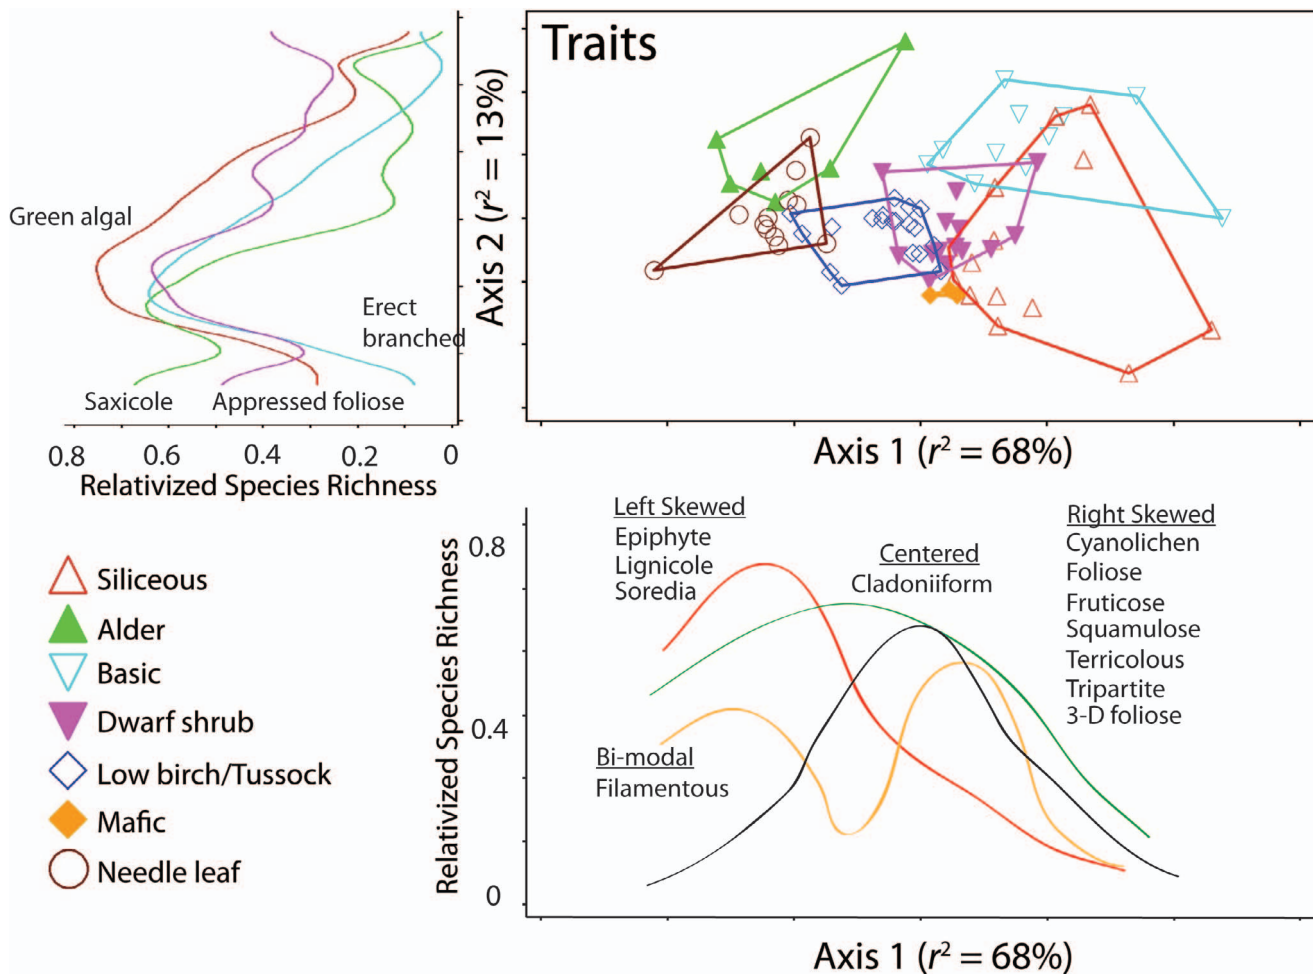 Traits
Axis 2 (r² = 13%)
Green algal
Erect
branched
Saxicole
Appressed foliose
0.8 0.6 0.4 0.2 0
Relativized Species Richness
Axis 1 (r² = 68%)
Siliceous
Alder
Basic
Dwarf shrub
Low birch/Tussock
Mafic
Needle leaf
Relativized Species Richness
0.8
0.4
0
Left Skewed
Epiphyte
Lignicole
Soredia
Centered
Cladoniiform
Right Skewed
Cyanolichen
Foliose
Fruticose
Squamulose
Terricolous
Tripartite
3-D foliose
Bi-modal
Filamentous
Axis 1 (r² = 68%)